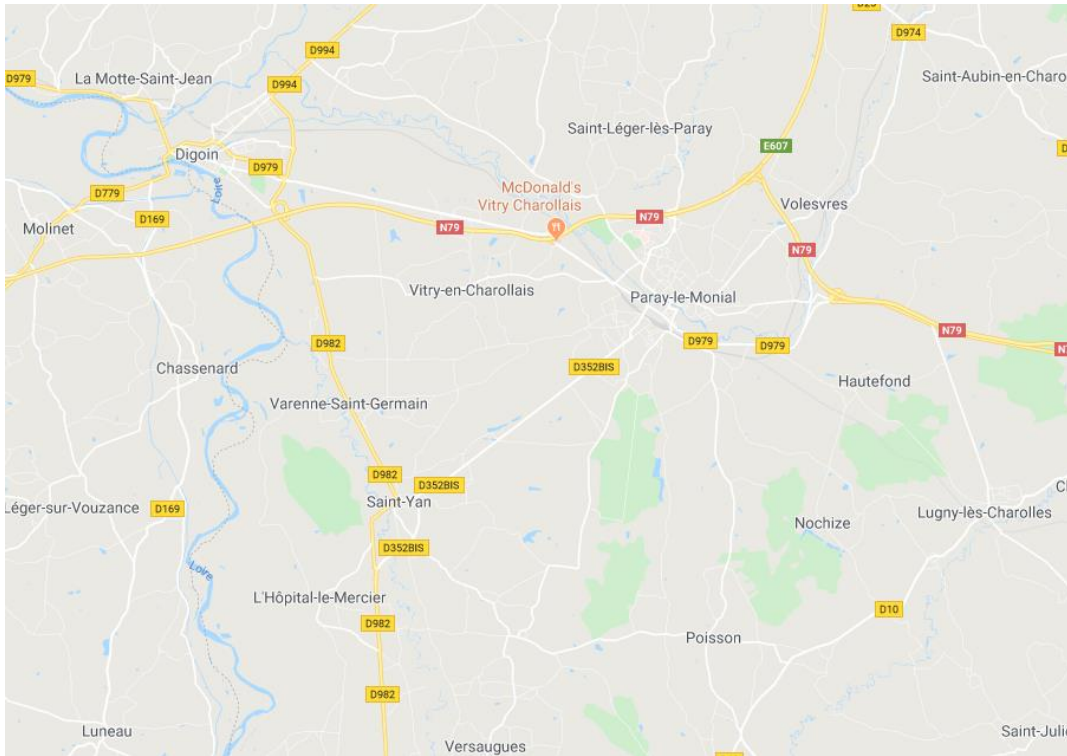 D25
D974
D994
D979
La Motte-Saint-Jean
D994
Saint-Aubin-en-Charo
Saint-Léger-lès-Paray
E607
Digoin
D979
Loire
D779
McDonald's
Vitry Charollais
Volesvres
D169
N79
N79
Molinet
N79
Vitry-en-Charollais
Paray-le-Monial
N79
D982
D979
D979
Chassenard
D352BIS
Hautefond
Varenne-Saint-Germain
D982
D352BIS
Saint-Yan
Léger-sur-Vouzance
D169
Lugny-lès-Charolles
Nochize
D352BIS
Loire
L'Hôpital-le-Mercier
D10
D982
Poisson
D982
Luneau
Saint-Julie
Versaugues